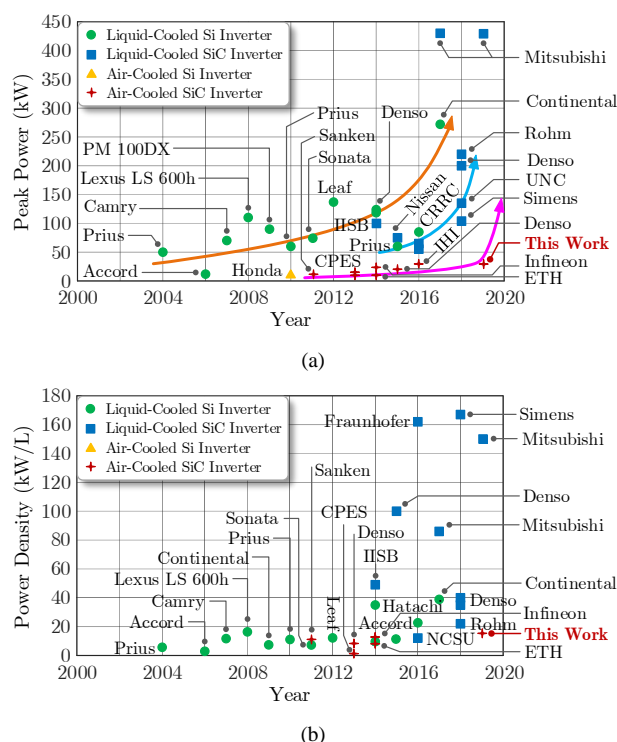 450
400
350
300
250
200
150
100
50
0
Peak Power (kW)
Liquid-Cooled Si Inverter
Liquid-Cooled SiC Inverter
Air-Cooled Si Inverter
Air-Cooled SiC Inverter
Mitsubishi
Continental
Prius
Denso
Sanken
Rohm
PM 100DX
Sonata
Denso
Lexus LS 600h
Leaf
Nissan
UNC
Camry
CRRC
Simens
IISB
Denso
Prius
Prius
IHI
This Work
CPES
Infineon
Accord
Honda
ETH
2000 2004 2008 2012 2016 2020
Year
(a)
180
160
140
120
100
80
60
40
20
0
Power Density (kW/L)
Liquid-Cooled Si Inverter
Liquid-Cooled SiC Inverter
Air-Cooled Si Inverter
Air-Cooled SiC Inverter
Fraunhofer
Simens
Mitsubishi
Sanken
CPES
Denso
Sonata
Denso
Mitsubishi
Prius
IISB
Continental
Continental
Lexus LS 600h
Camry
Leaf
Hatachi
Denso
Infineon
Accord
Accord
Rohm
This Work
Prius
NCSU
ETH
2000 2004 2008 2012 2016 2020
Year
(b)